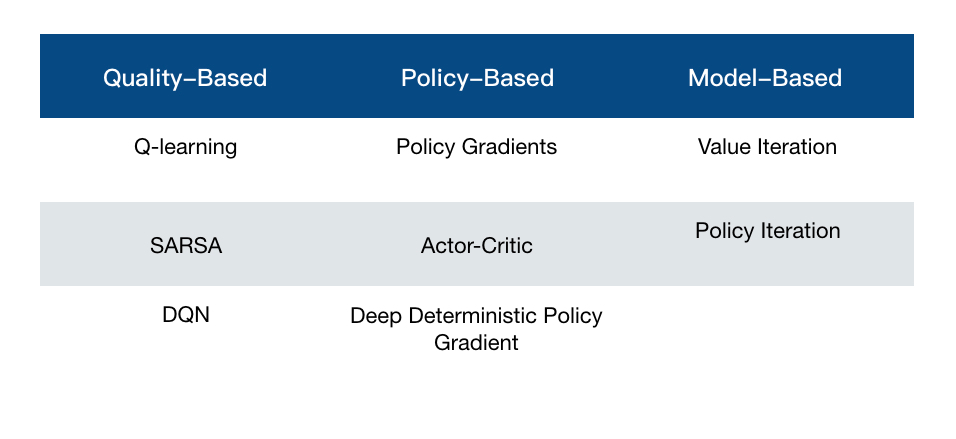 Quality–Based
Policy–Based
Model–Based
Q-learning
Policy Gradients
Value Iteration
SARSA
Actor-Critic
Policy Iteration
DQN
Deep Deterministic Policy
Gradient